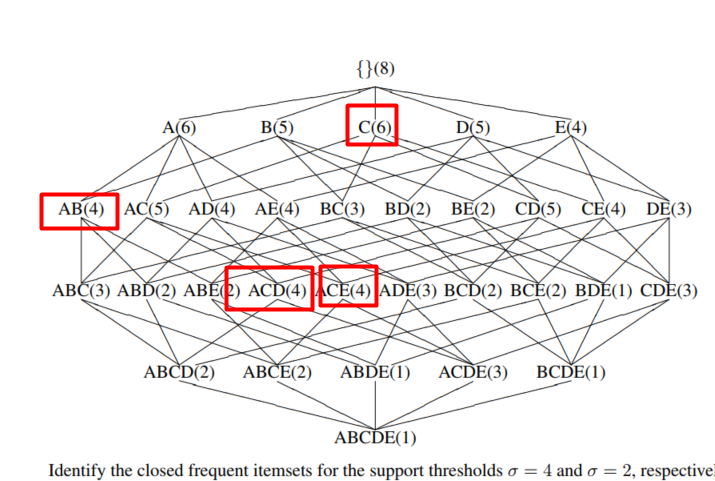 {}(8)
A(6) B(5) C(6) D(5) E(4)
AB(4) AC(5) AD(4) AE(4) BC(3) BD(2) BE(2) CD(5) CE(4) DE(3)
ABC(3) ABD(2) ABE(2) ACD(4) ACE(4) ADE(3) BCD(2) BCE(2) BDE(1) CDE(3)
ABCD(2) ABCE(2) ABDE(1) ACDE(3) BCDE(1)
ABCDE(1)
Identify the closed frequent itemsets for the support thresholds σ = 4 and σ = 2, respectivel